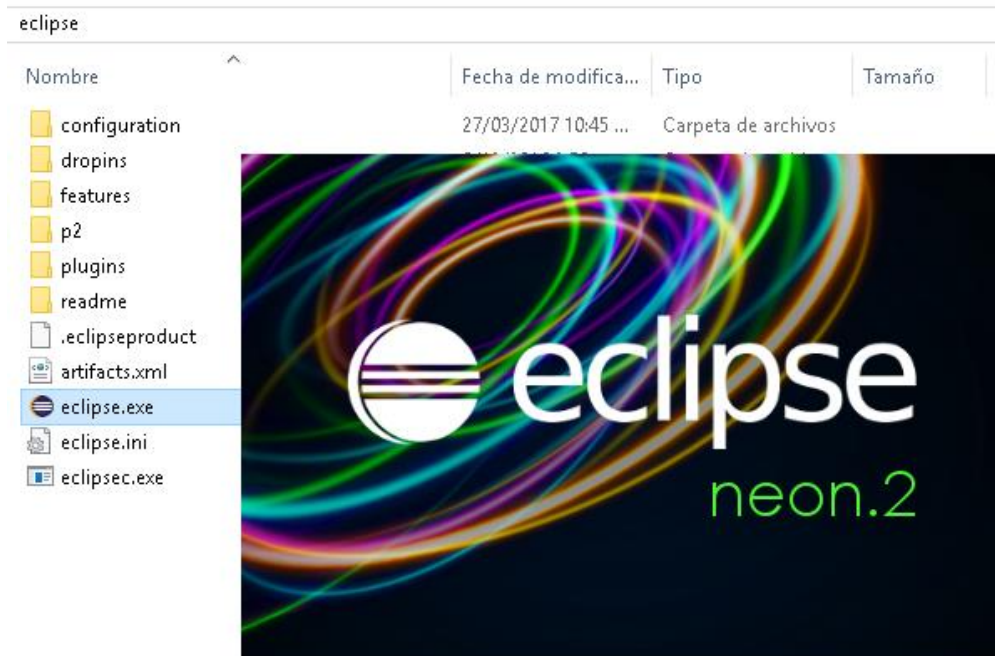 eclipse
Nombre Fecha de modifica... Tipo Tamaño
configuration 27/03/2017 10:45 ... Carpeta de archivos
dropins
features
p2
plugins
readme
.eclipseproduct
artifacts.xml
eclipse.exe
eclipse.ini
eclipsec.exe
eclipse
neon.2